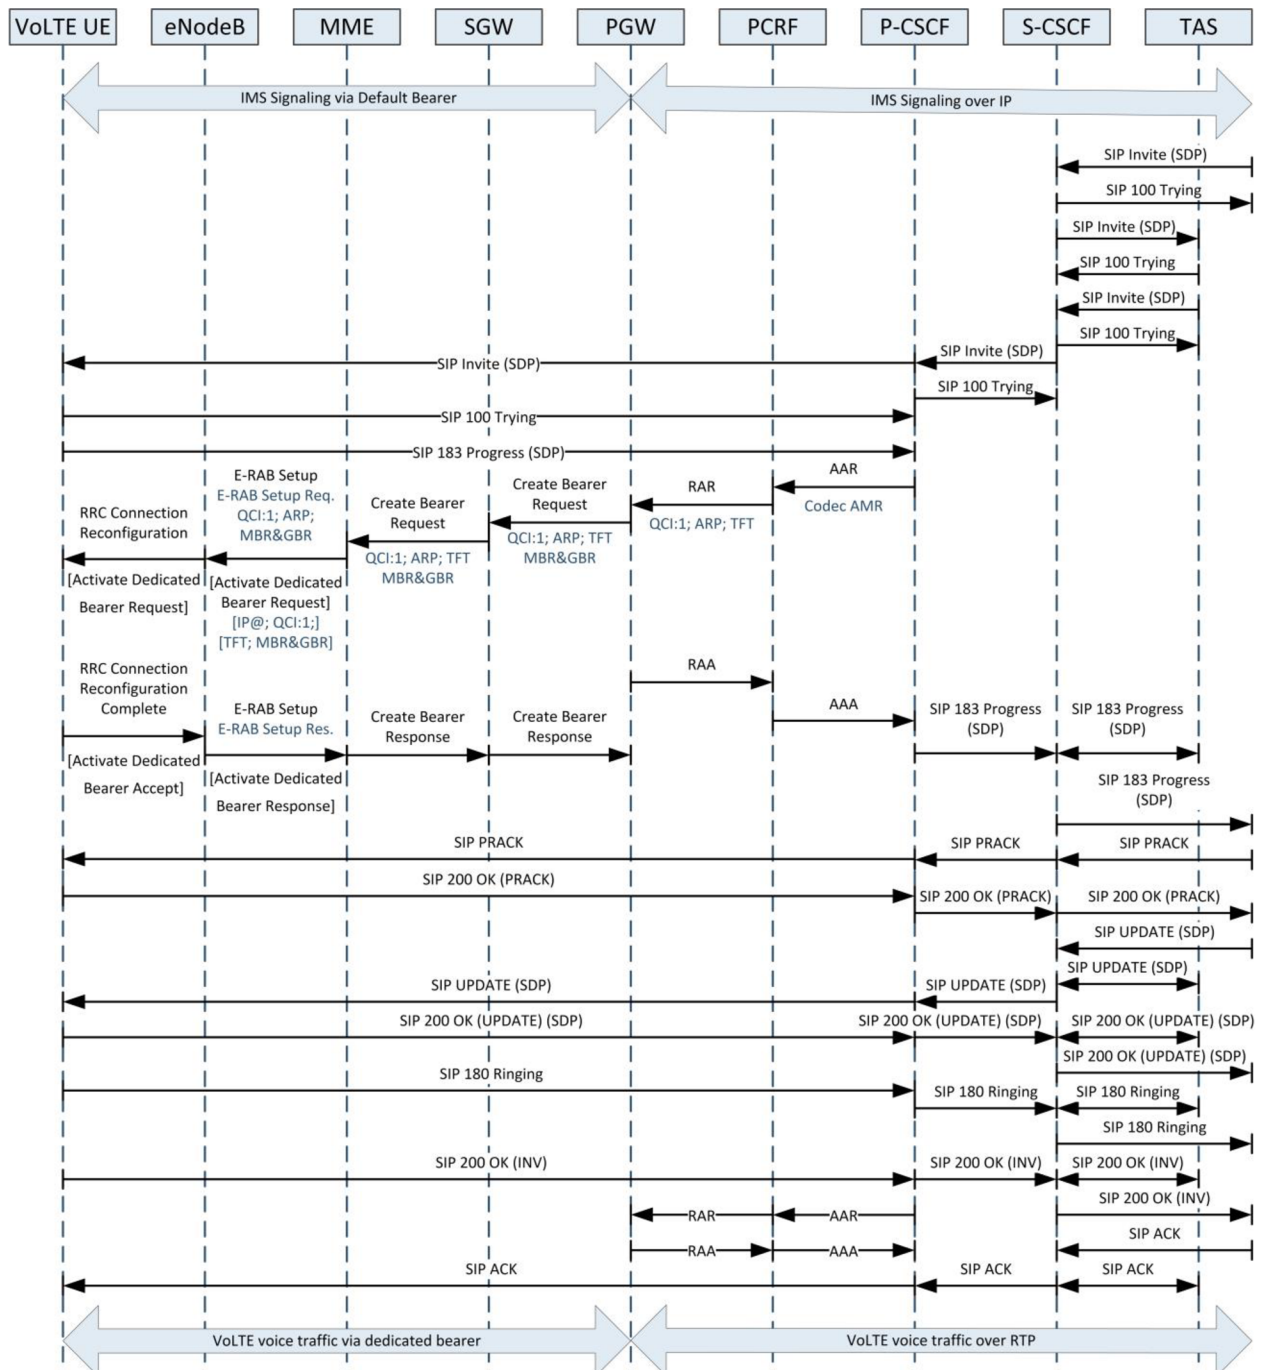 VoLTE UE
eNodeB
MME
SGW
PGW
PCRF
P-CSCF
S-CSCF
TAS
IMS Signaling via Default Bearer
IMS Signaling over IP
SIP Invite (SDP)
SIP 100 Trying
SIP Invite (SDP)
SIP 100 Trying
SIP Invite (SDP)
SIP 100 Trying
SIP Invite (SDP)
SIP Invite (SDP)
SIP 100 Trying
SIP 100 Trying
SIP 183 Progress (SDP)
AAR
Codec AMR
RAR
QCI:1; ARP; TFT
Create Bearer
Request
QCI:1; ARP; TFT
MBR&GBR
Create Bearer
Request
QCI:1; ARP; TFT
MBR&GBR
E-RAB Setup
E-RAB Setup Req.
QCI:1; ARP;
MBR&GBR
[Activate Dedicated
Bearer Request]
[IP@; QCI:1;]
[TFT; MBR&GBR]
RRC Connection
Reconfiguration
[Activate Dedicated
Bearer Request]
RAA
AAA
RRC Connection
Reconfiguration
Complete
[Activate Dedicated
Bearer Accept]
E-RAB Setup
E-RAB Setup Res.
[Activate Dedicated
Bearer Response]
Create Bearer
Response
Create Bearer
Response
SIP 183 Progress
(SDP)
SIP 183 Progress
(SDP)
SIP 183 Progress
(SDP)
SIP PRACK
SIP PRACK
SIP PRACK
SIP 200 OK (PRACK)
SIP 200 OK (PRACK)
SIP 200 OK (PRACK)
SIP UPDATE (SDP)
SIP UPDATE (SDP)
SIP UPDATE (SDP)
SIP UPDATE (SDP)
SIP 200 OK (UPDATE) (SDP)
SIP 200 OK (UPDATE) (SDP)
SIP 200 OK (UPDATE) (SDP)
SIP 200 OK (UPDATE) (SDP)
SIP 180 Ringing
SIP 180 Ringing
SIP 180 Ringing
SIP 180 Ringing
SIP 200 OK (INV)
SIP 200 OK (INV)
SIP 200 OK (INV)
SIP 200 OK (INV)
RAR
AAR
SIP ACK
RAA
AAA
SIP ACK
SIP ACK
SIP ACK
VoLTE voice traffic via dedicated bearer
VoLTE voice traffic over RTP